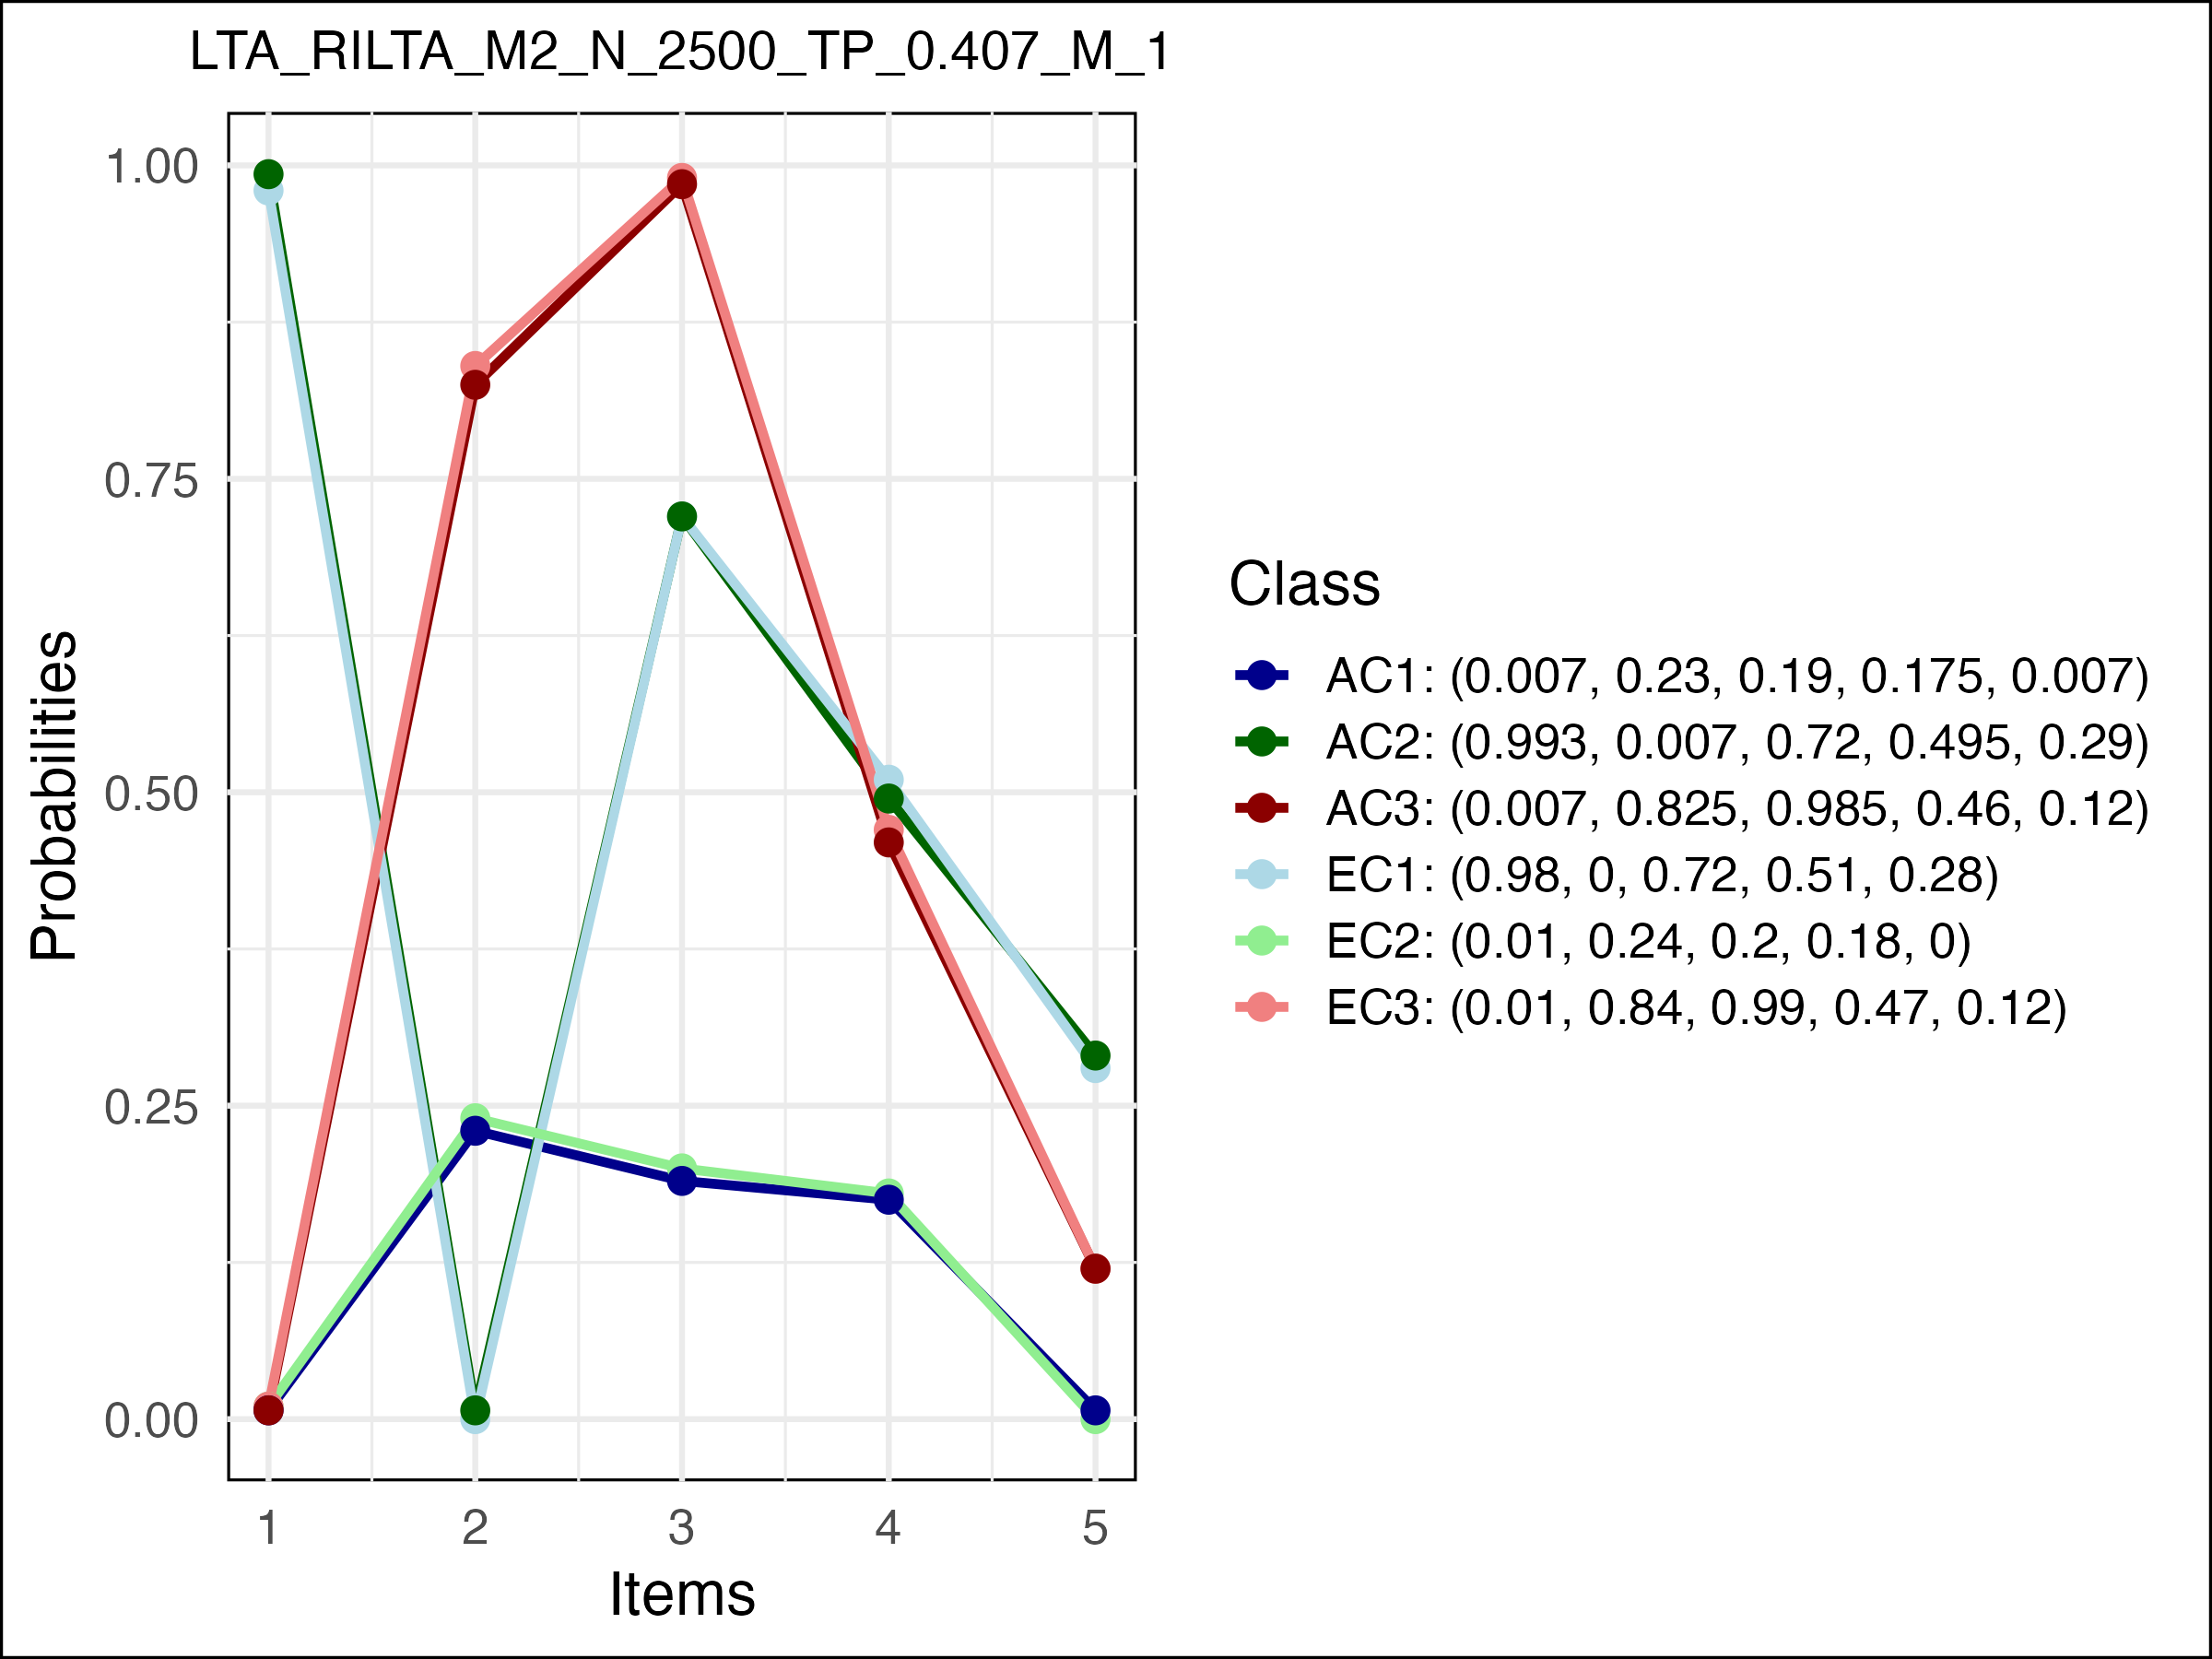 LTA_RILTA_M2_N_2500_TP_0.407_M_1
1.00
0.75
0.50
0.25
0.00
Probabilities
1 2 3 4 5
Items
Class
AC1: (0.007, 0.23, 0.19, 0.175, 0.007)
AC2: (0.993, 0.007, 0.72, 0.495, 0.29)
AC3: (0.007, 0.825, 0.985, 0.46, 0.12)
EC1: (0.98, 0, 0.72, 0.51, 0.28)
EC2: (0.01, 0.24, 0.2, 0.18, 0)
EC3: (0.01, 0.84, 0.99, 0.47, 0.12)